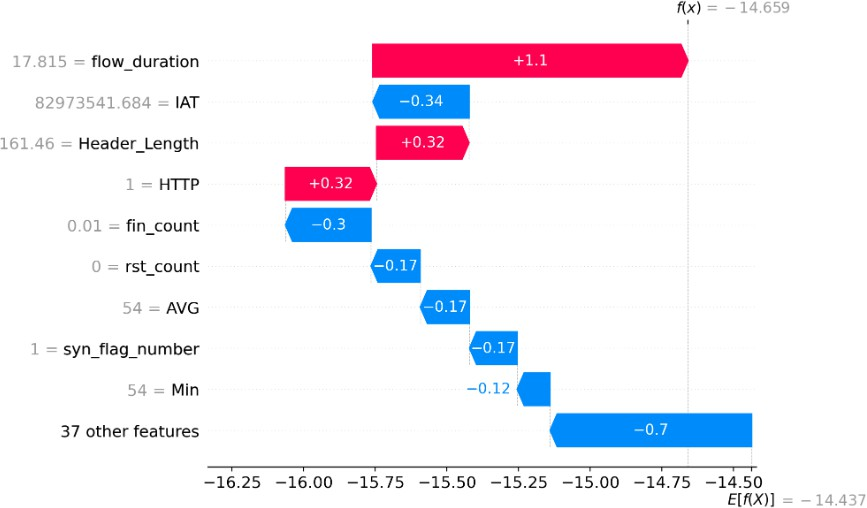 f(x) = −14.659
17.815 = flow_duration
+1.1
82973541.684 = IAT
−0.34
161.46 = Header_Length
+0.32
1 = HTTP
+0.32
0.01 = fin_count
−0.3
0 = rst_count
−0.17
54 = AVG
−0.17
1 = syn_flag_number
−0.17
54 = Min
−0.12
37 other features
−0.7
−16.25 −16.00 −15.75 −15.50 −15.25 −15.00 −14.75 −14.50
E[f(X)] = −14.437